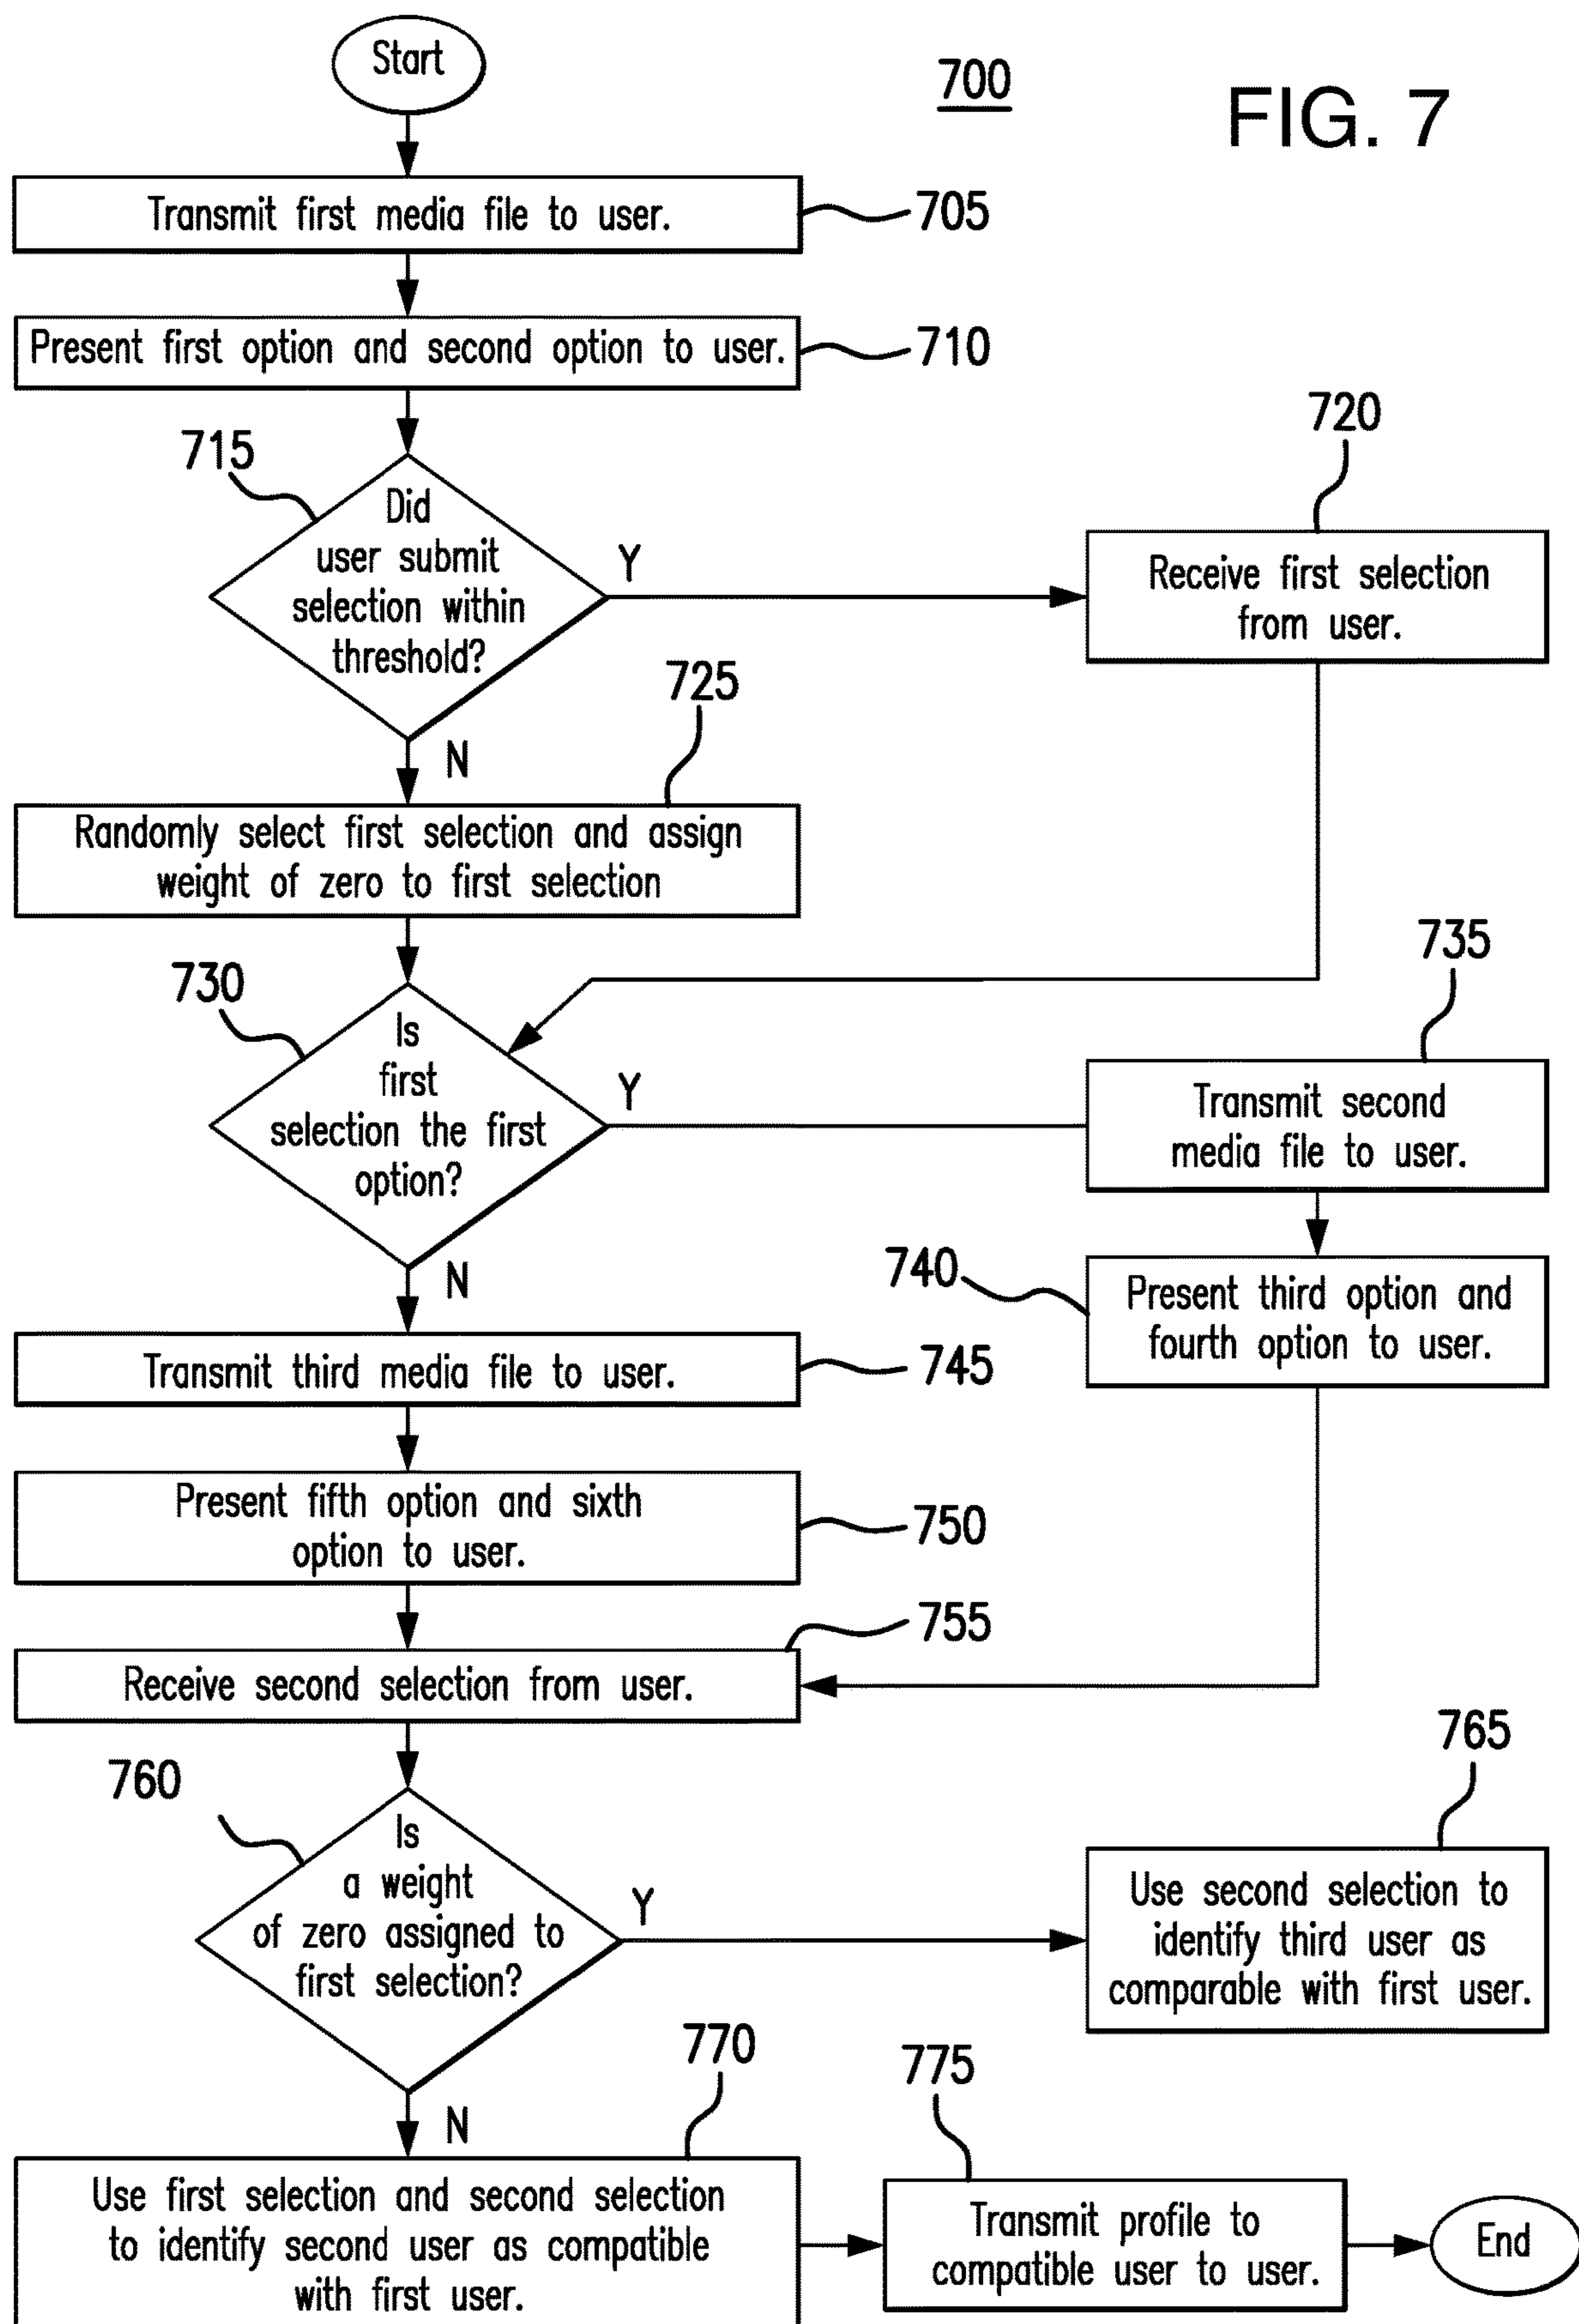 Start
700
FIG. 7
Transmit first media file to user.
705
Present first option and second option to user.
710
715
Did
user submit
selection within
threshold?
Y
N
720
Receive first selection
from user.
725
Randomly select first selection and assign
weight of zero to first selection
730
Is
first
selection the first
option?
Y
N
735
Transmit second
media file to user.
740
Present third option and
fourth option to user.
Transmit third media file to user.
745
Present fifth option and sixth
option to user.
750
755
Receive second selection from user.
760
Is
a weight
of zero assigned to
first selection?
Y
N
765
Use second selection to
identify third user as
comparable with first user.
770
Use first selection and second selection
to identify second user as compatible
with first user.
775
Transmit profile to
compatible user to user.
End